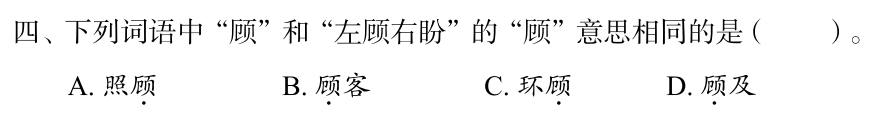 四、下列词语中“顾”和“左顾右盼”的“顾”意思相同的是（　　）。
A. 照顾　　B. 顾客　　C. 环顾　　D. 顾及